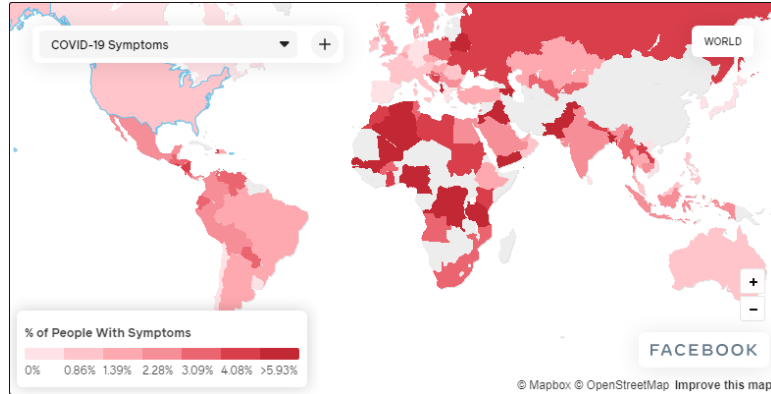 COVID-19 Symptoms
+
WORLD
+
−
% of People With Symptoms
0% 0.86% 1.39% 2.28% 3.09% 4.08% >5.93%
FACEBOOK
© Mapbox © OpenStreetMap Improve this map